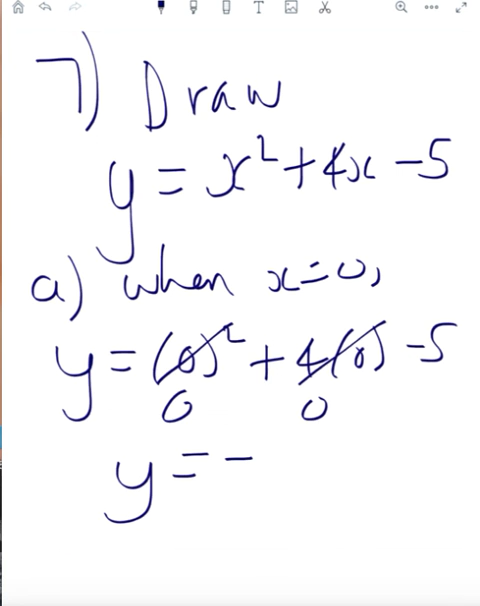 7) Draw
y = x² + 4x - 5
a) when x = 0,
y = (0)² + 4(0) - 5
0 0
y = -